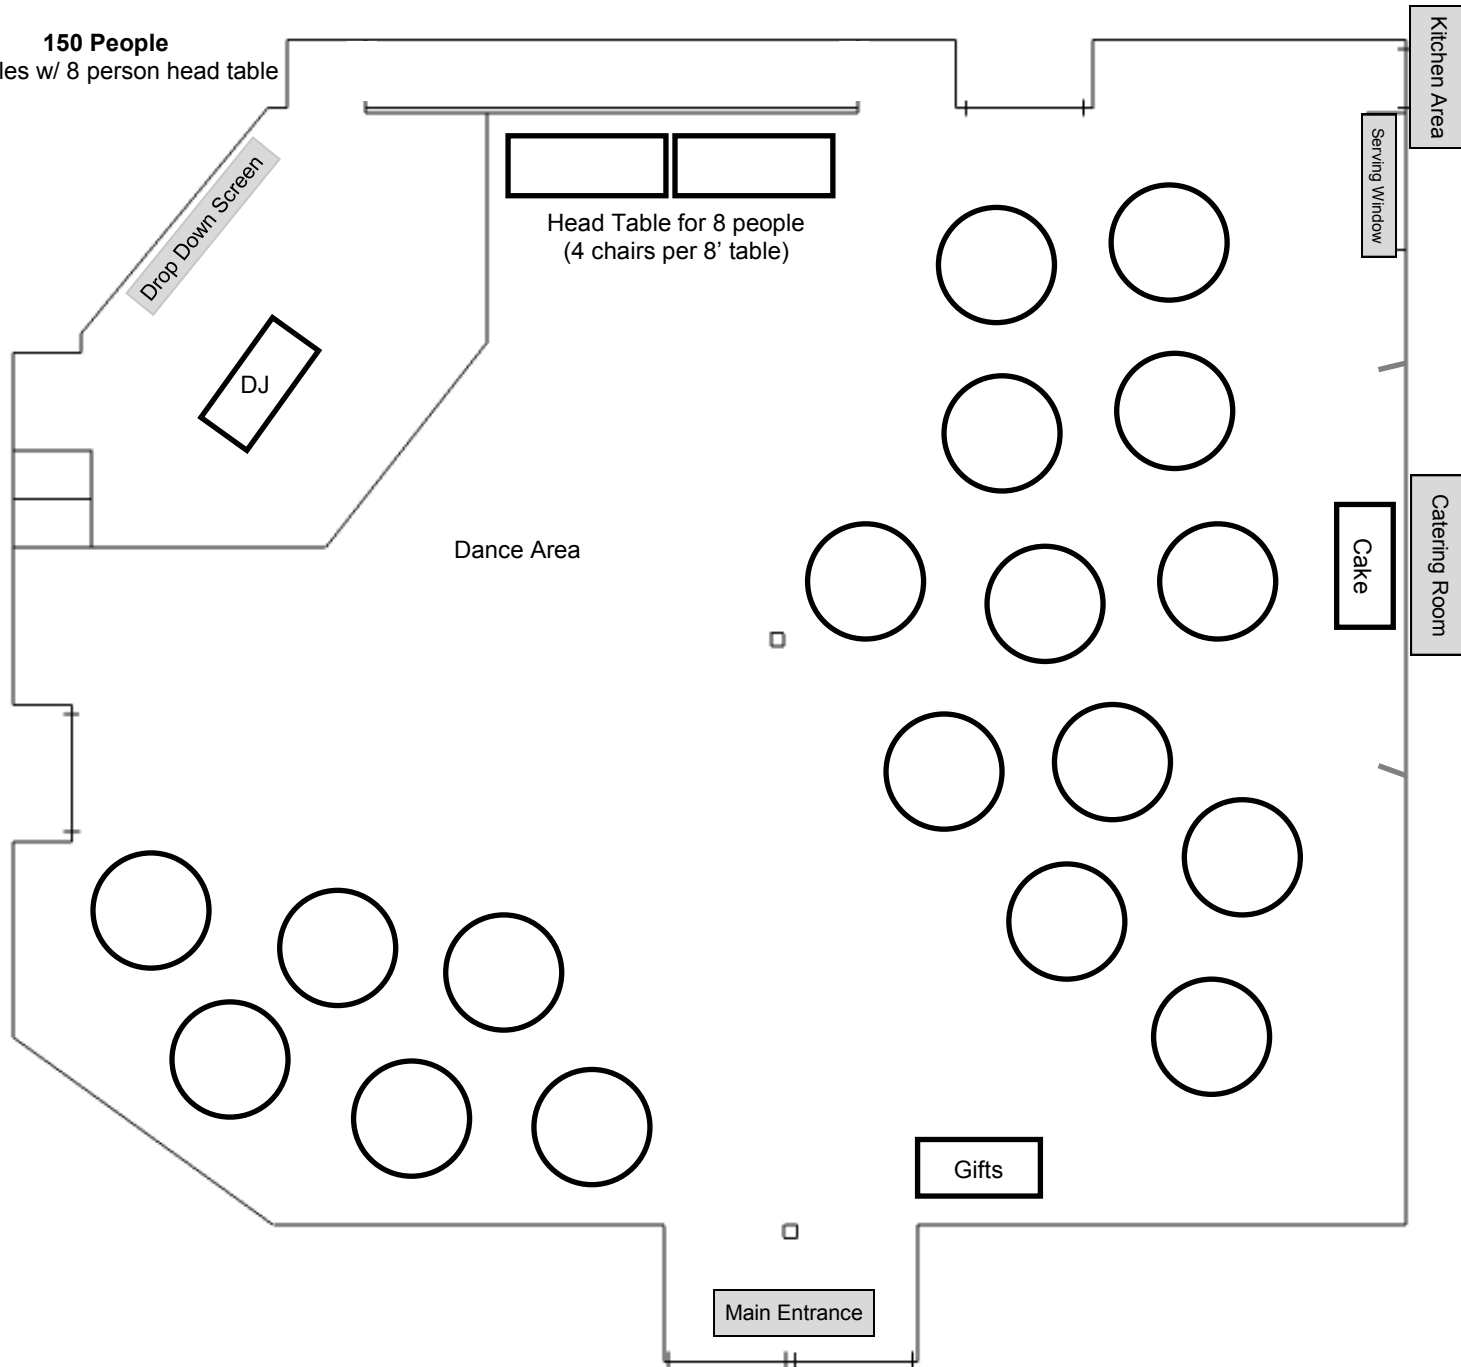 150 People
les w/ 8 person head table
Kitchen Area
Serving Window
Drop Down Screen
Head Table for 8 people
(4 chairs per 8’ table)
DJ
Dance Area
Cake
Catering Room
Gifts
Main Entrance